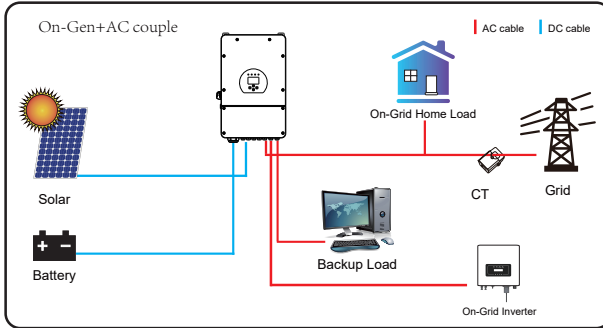 On-Gen+AC couple
AC cable
DC cable
On-Grid Home Load
Solar
CT
Grid
Backup Load
Battery
On-Grid Inverter